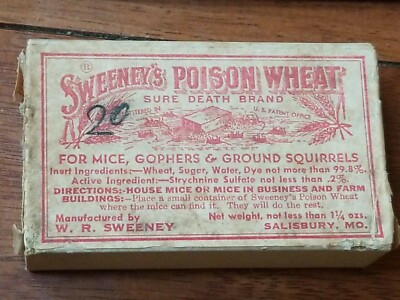 ®
SWEENEY'S POISON WHEAT
SURE DEATH BRAND
REGISTERED IN U.S. PATENT OFFICE
20
FOR MICE, GOPHERS & GROUND SQUIRRELS
Inert Ingredients:—Wheat, Sugar, Water, Dye not more than 99.8%.
Active Ingredient:—Strychnine Sulfate not less than .2%.
DIRECTIONS:-HOUSE MICE OR MICE IN BUSINESS AND FARM
BUILDINGS:—Place a small container of Sweeney's Poison Wheat
where the mice can find it. They will do the rest.
Manufactured by Net weight, not less than 1¼ ozs.
W. R. SWEENEY SALISBURY, MO.